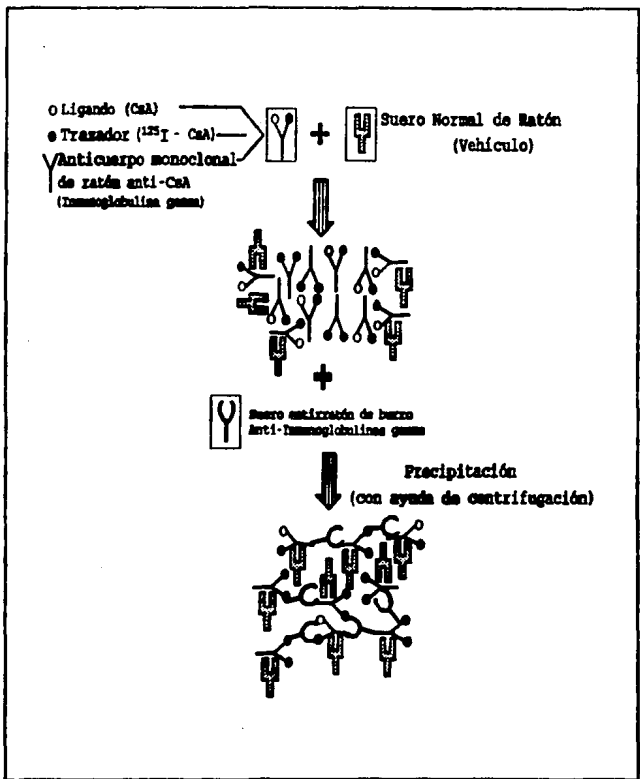 Ligando (CsA)
Trazador (¹²⁵I - CsA)
Anticuerpo monoclonal
de ratón anti-CsA
(Inmunoglobulina gamma)
+
Suero Normal de Ratón
(Vehículo)
+
Suero antirratón de burro
Anti-Inmunoglobulinas gamma
Precipitación
(con ayuda de centrifugación)